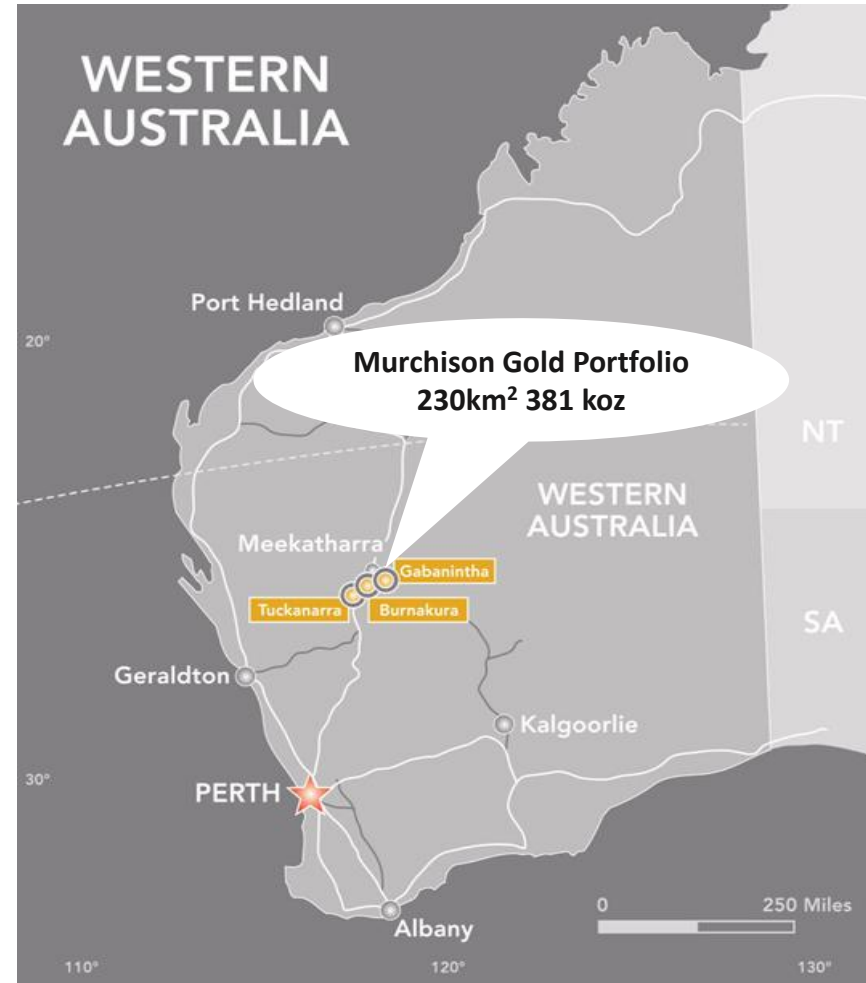 WESTERN
AUSTRALIA
Port Hedland
20°
Murchison Gold Portfolio
230km² 381 koz
NT
WESTERN
AUSTRALIA
Meekatharra
Gabanintha
Tuckanarra
Burnakura
SA
Geraldton
Kalgoorlie
30°
PERTH
0
250 Miles
Albany
110°
120°
130°